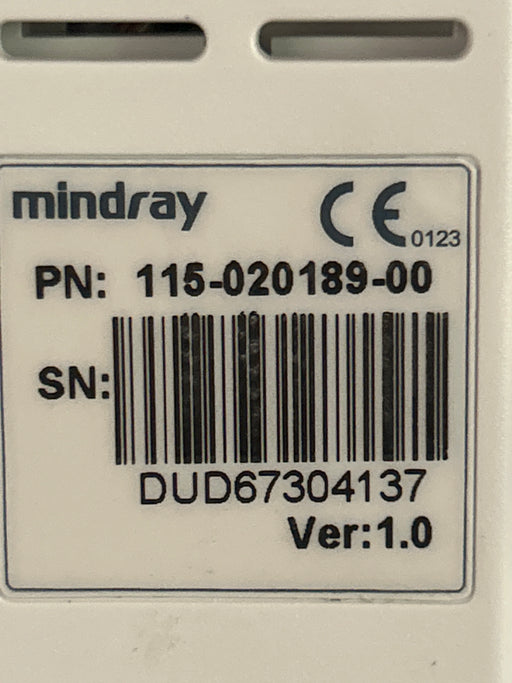 mindray CE 0123
PN: 115-020189-00
SN:
DUD67304137
Ver:1.0